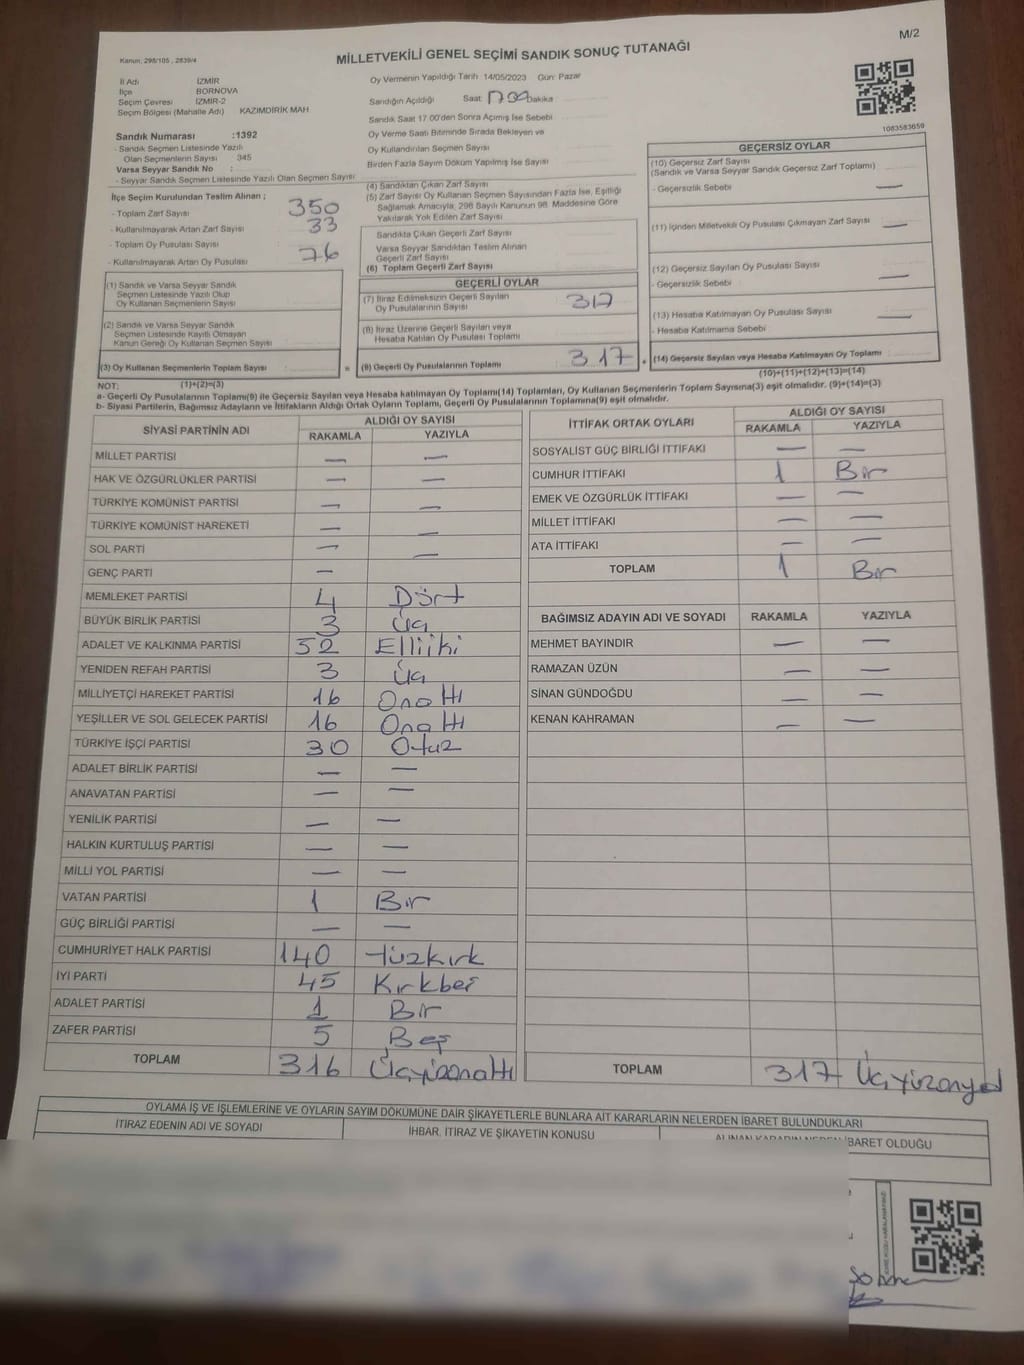 M/2
MİLLETVEKİLİ GENEL SEÇİMİ SANDIK SONUÇ TUTANAĞI
Kanun, 298/105 , 2839/4
İl Adı İZMİR
İlçe BORNOVA
Seçim Çevresi İZMİR-2
Seçim Bölgesi (Mahalle Adı) KAZIMDİRİK MAH
Sandık Numarası :1392
- Sandık Seçmen Listesinde Yazılı
Olan Seçmenlerin Sayısı 345
Varsa Seyyar Sandık No :
- Seyyar Sandık Seçmen Listesinde Yazılı Olan Seçmen Sayısı
Oy Vermenin Yapıldığı Tarih 14/05/2023 Gün: Pazar
Sandığın Açıldığı Saat Dakika
Sandık Saat 17.00'den Sonra Açılmış İse Sebebi
Oy Verme Saati Bitiminde Sırada Bekleyen ve
Oy Kullandırılan Seçmen Sayısı
Birden Fazla Sayım Döküm Yapılmış İse Sayısı
1083583659
İlçe Seçim Kurulundan Teslim Alınan ;
- Toplam Zarf Sayısı 350
- Kullanılmayarak Artan Zarf Sayısı 33
- Toplam Oy Pusulası Sayısı
- Kullanılmayarak Artan Oy Pusulası 76
(1) Sandık ve Varsa Seyyar Sandık
Seçmen Listesinde Yazılı Olup
Oy Kullanan Seçmenlerin Sayısı
(2) Sandık ve Varsa Seyyar Sandık
Seçmen Listesinde Kayıtlı Olmayan
Kanun Gereği Oy Kullanan Seçmen Sayısı
(3) Oy Kullanan Seçmenlerin Toplam Sayısı =
(1)+(2)=(3)
(4) Sandıktan Çıkan Zarf Sayısı
(5) Zarf Sayısı Oy Kullanan Seçmen Sayısından Fazla İse, Eşitliği
Sağlamak Amacıyla, 298 Sayılı Kanunun 98. Maddesine Göre
Yakılarak Yok Edilen Zarf Sayısı
Sandıkta Çıkan Geçerli Zarf Sayısı
Varsa Seyyar Sandıktan Teslim Alınan
Geçerli Zarf Sayısı
(6) Toplam Geçerli Zarf Sayısı
GEÇERLİ OYLAR
(7) İtiraz Edilmeksizin Geçerli Sayılan
Oy Pusulalarının Sayısı 317
(8) İtiraz Üzerine Geçerli Sayılan veya
Hesaba Katılan Oy Pusulası Toplamı
(9) Geçerli Oy Pusulalarının Toplamı 317 +
GEÇERSİZ OYLAR
(10) Geçersiz Zarf Sayısı
(Sandık ve Varsa Seyyar Sandık Geçersiz Zarf Toplamı)
- Geçersizlik Sebebi —
(11) İçinden Milletvekili Oy Pusulası Çıkmayan Zarf Sayısı —
(12) Geçersiz Sayılan Oy Pusulası Sayısı
- Geçersizlik Sebebi —
(13) Hesaba Katılmayan Oy Pusulası Sayısı —
- Hesaba Katılmama Sebebi
(14) Geçersiz Sayılan veya Hesaba Katılmayan Oy Toplamı
(10)+(11)+(12)+(13)=(14)
NOT:
a- Geçerli Oy Pusulalarının Toplamı(9) ile Geçersiz Sayılan veya Hesaba katılmayan Oy Toplamı(14) Toplamları, Oy Kullanan Seçmenlerin Toplam Sayısına(3) eşit olmalıdır. (9)+(14)=(3)
b- Siyasi Partilerin, Bağımsız Adayların ve İttifakların Aldığı Ortak Oyların Toplamı, Geçerli Oy Pusulalarının Toplamına(9) eşit olmalıdır.
SİYASİ PARTİNİN ADI ALDIĞI OY SAYISI
RAKAMLA YAZIYLA
MİLLET PARTİSİ — —
HAK VE ÖZGÜRLÜKLER PARTİSİ — —
TÜRKİYE KOMÜNİST PARTİSİ — —
TÜRKİYE KOMÜNİST HAREKETİ — —
SOL PARTİ — —
GENÇ PARTİ —
MEMLEKET PARTİSİ 4 Dört
BÜYÜK BİRLİK PARTİSİ 3 Üç
ADALET VE KALKINMA PARTİSİ 52 Elliiki
YENİDEN REFAH PARTİSİ 3 Üç
MİLLİYETÇİ HAREKET PARTİSİ 16 Onaltı
YEŞİLLER VE SOL GELECEK PARTİSİ 16 Onaltı
TÜRKİYE İŞÇİ PARTİSİ 30 Otuz
ADALET BİRLİK PARTİSİ — —
ANAVATAN PARTİSİ — —
YENİLİK PARTİSİ — —
HALKIN KURTULUŞ PARTİSİ — —
MİLLİ YOL PARTİSİ — —
VATAN PARTİSİ 1 Bir
GÜÇ BİRLİĞİ PARTİSİ — —
CUMHURİYET HALK PARTİSİ 140 Yüzkırk
İYİ PARTİ 45 Kırkbeş
ADALET PARTİSİ 1 Bir
ZAFER PARTİSİ 5 Beş
TOPLAM 316 Üçyüzonaltı
İTTİFAK ORTAK OYLARI ALDIĞI OY SAYISI
RAKAMLA YAZIYLA
SOSYALİST GÜÇ BİRLİĞİ İTTİFAKI — —
CUMHUR İTTİFAKI 1 Bir
EMEK VE ÖZGÜRLÜK İTTİFAKI — —
MİLLET İTTİFAKI — —
ATA İTTİFAKI — —
TOPLAM 1 Bir
BAĞIMSIZ ADAYIN ADI VE SOYADI RAKAMLA YAZIYLA
MEHMET BAYINDIR — —
RAMAZAN ÜZÜN — —
SİNAN GÜNDOĞDU — —
KENAN KAHRAMAN — —
TOPLAM 317 Üçyüzonyedi
OYLAMA İŞ VE İŞLEMLERİNE VE OYLARIN SAYIM DÖKÜMÜNE DAİR ŞİKAYETLERLE BUNLARA AİT KARARLARIN NELERDEN İBARET BULUNDUKLARI
İTİRAZ EDENİN ADI VE SOYADI İHBAR, İTİRAZ VE ŞİKAYETİN KONUSU ALINAN KARARIN NEDEN İBARET OLDUĞU